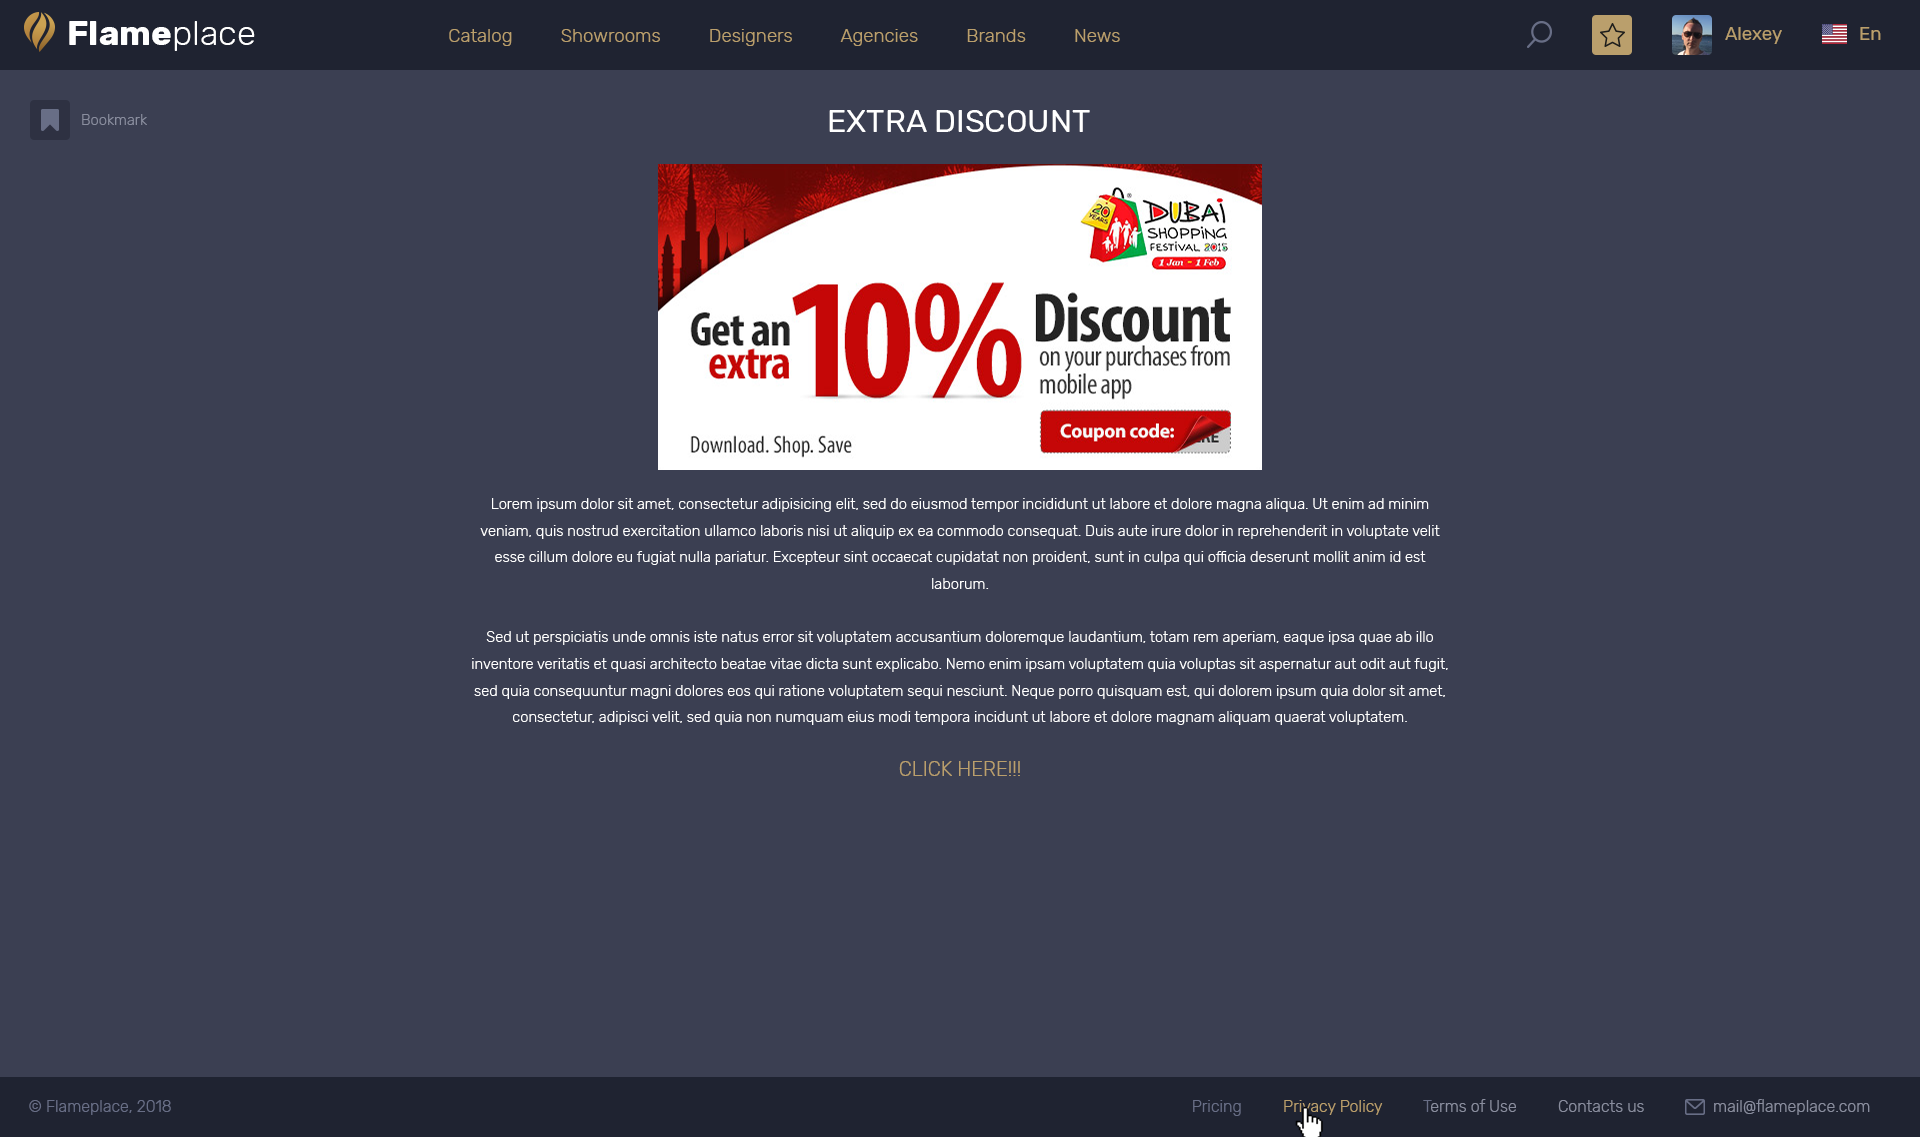 Flameplace
Catalog Showrooms Designers Agencies Brands News
Alexey En
Bookmark
EXTRA DISCOUNT
20 YEARS
DUBAI
SHOPPING
FESTIVAL 2015
1 Jan - 1 Feb
Get an
extra
10%
Discount
on your purchases from
mobile app
Coupon code:
Download. Shop. Save
Lorem ipsum dolor sit amet, consectetur adipisicing elit, sed do eiusmod tempor incididunt ut labore et dolore magna aliqua. Ut enim ad minim
veniam, quis nostrud exercitation ullamco laboris nisi ut aliquip ex ea commodo consequat. Duis aute irure dolor in reprehenderit in voluptate velit
esse cillum dolore eu fugiat nulla pariatur. Excepteur sint occaecat cupidatat non proident, sunt in culpa qui officia deserunt mollit anim id est
laborum.
Sed ut perspiciatis unde omnis iste natus error sit voluptatem accusantium doloremque laudantium, totam rem aperiam, eaque ipsa quae ab illo
inventore veritatis et quasi architecto beatae vitae dicta sunt explicabo. Nemo enim ipsam voluptatem quia voluptas sit aspernatur aut odit aut fugit,
sed quia consequuntur magni dolores eos qui ratione voluptatem sequi nesciunt. Neque porro quisquam est, qui dolorem ipsum quia dolor sit amet,
consectetur, adipisci velit, sed quia non numquam eius modi tempora incidunt ut labore et dolore magnam aliquam quaerat voluptatem.
CLICK HERE!!!
© Flameplace, 2018
Pricing Privacy Policy Terms of Use Contacts us mail@flameplace.com